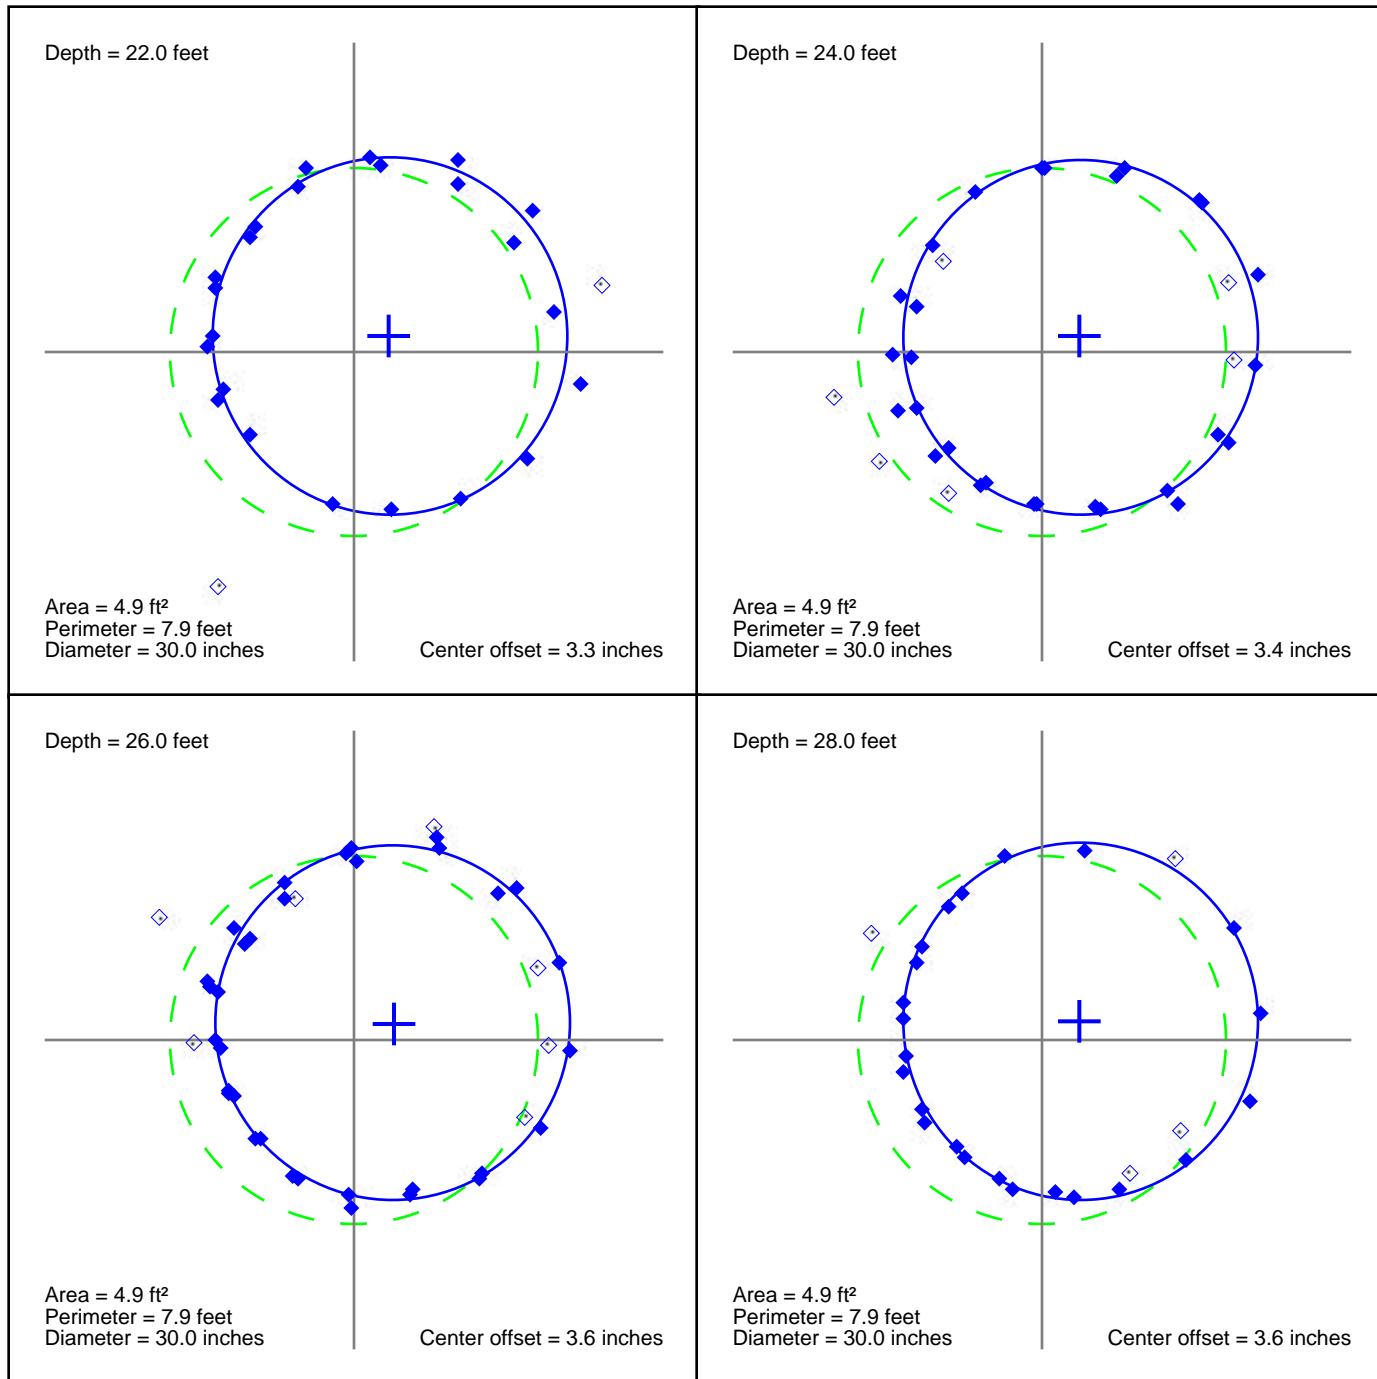 Depth = 22.0 feet
Area = 4.9 ft²
Perimeter = 7.9 feet
Diameter = 30.0 inches
Center offset = 3.3 inches
Depth = 24.0 feet
Area = 4.9 ft²
Perimeter = 7.9 feet
Diameter = 30.0 inches
Center offset = 3.4 inches
Depth = 26.0 feet
Area = 4.9 ft²
Perimeter = 7.9 feet
Diameter = 30.0 inches
Center offset = 3.6 inches
Depth = 28.0 feet
Area = 4.9 ft²
Perimeter = 7.9 feet
Diameter = 30.0 inches
Center offset = 3.6 inches